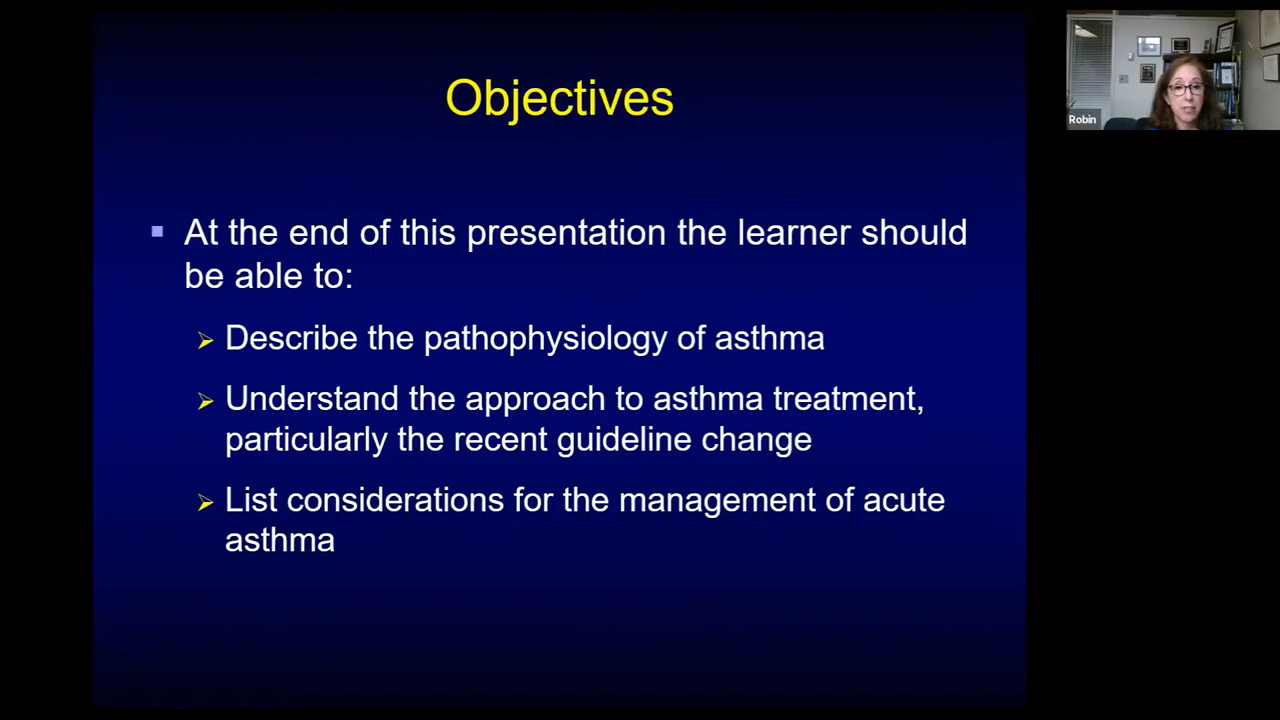 Objectives
At the end of this presentation the learner should
be able to:
Describe the pathophysiology of asthma
Understand the approach to asthma treatment,
particularly the recent guideline change
List considerations for the management of acute
asthma
Robin